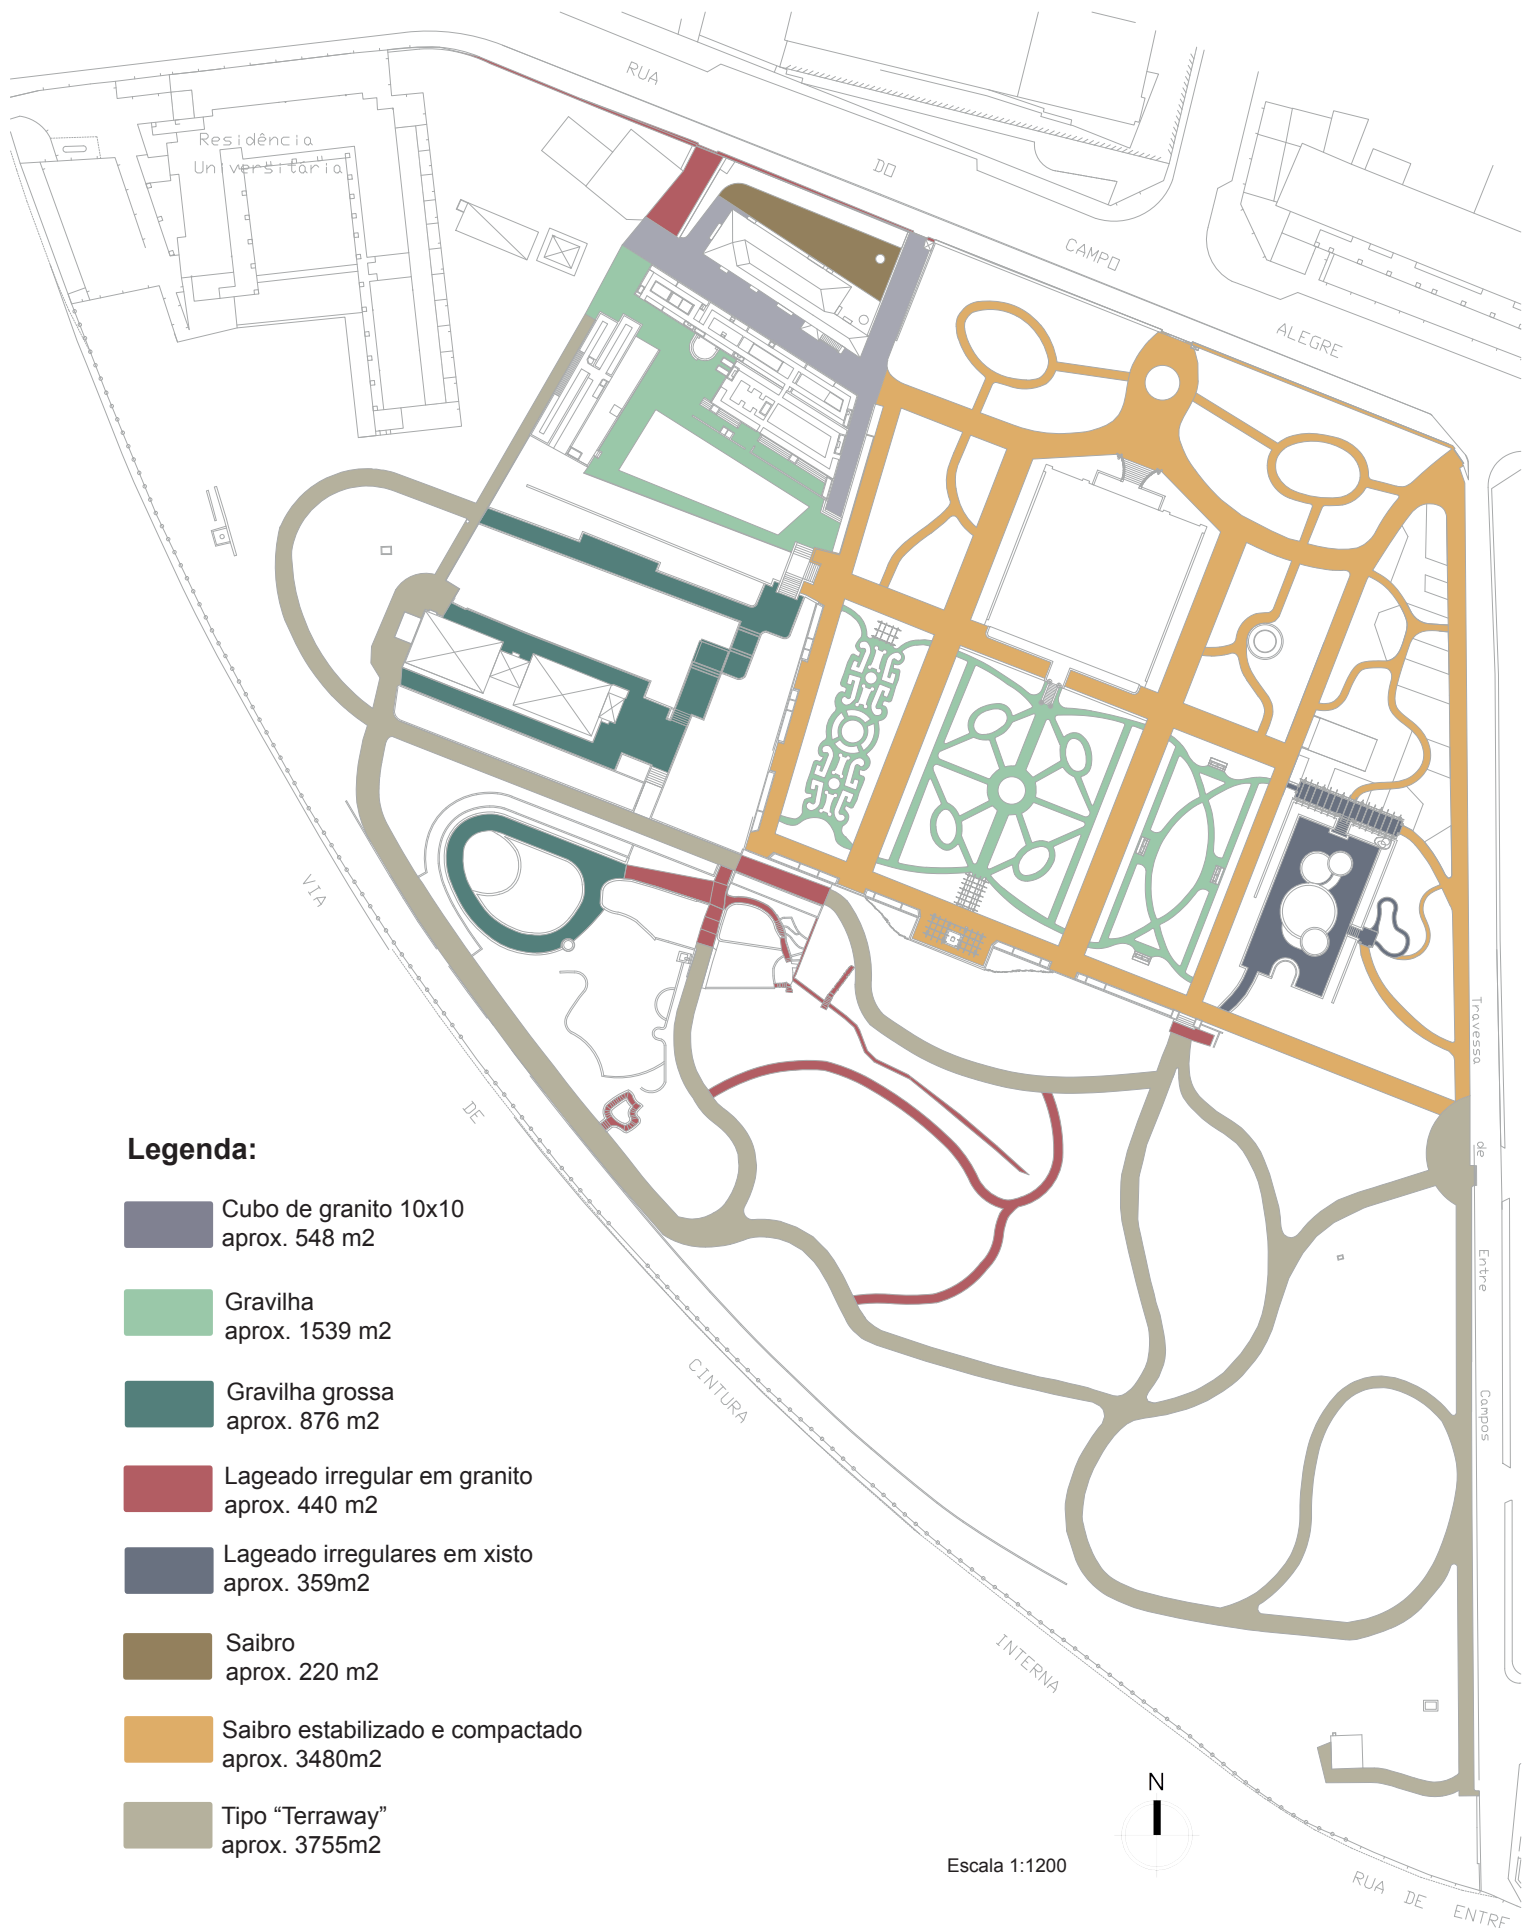 RUA
DO
CAMPO
ALEGRE
Residência
Universitária
VIA
DE
CINTURA
INTERNA
Travessa
de
Entre
Campos
Legenda:
Cubo de granito 10x10
aprox. 548 m2
Gravilha
aprox. 1539 m2
Gravilha grossa
aprox. 876 m2
Lageado irregular em granito
aprox. 440 m2
Lageado irregulares em xisto
aprox. 359m2
Saibro
aprox. 220 m2
Saibro estabilizado e compactado
aprox. 3480m2
Tipo “Terraway”
aprox. 3755m2
N
Escala 1:1200
RUA DE ENTRE